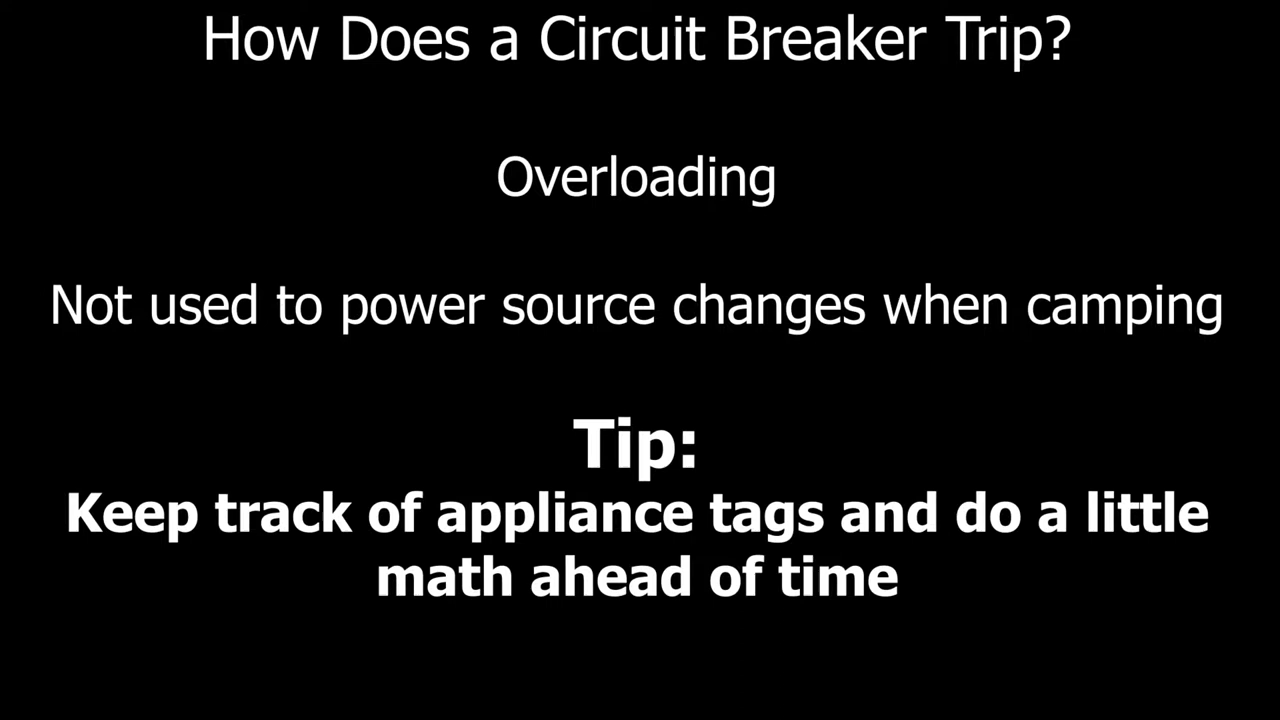 How Does a Circuit Breaker Trip?
Overloading
Not used to power source changes when camping
Tip:
Keep track of appliance tags and do a little
math ahead of time